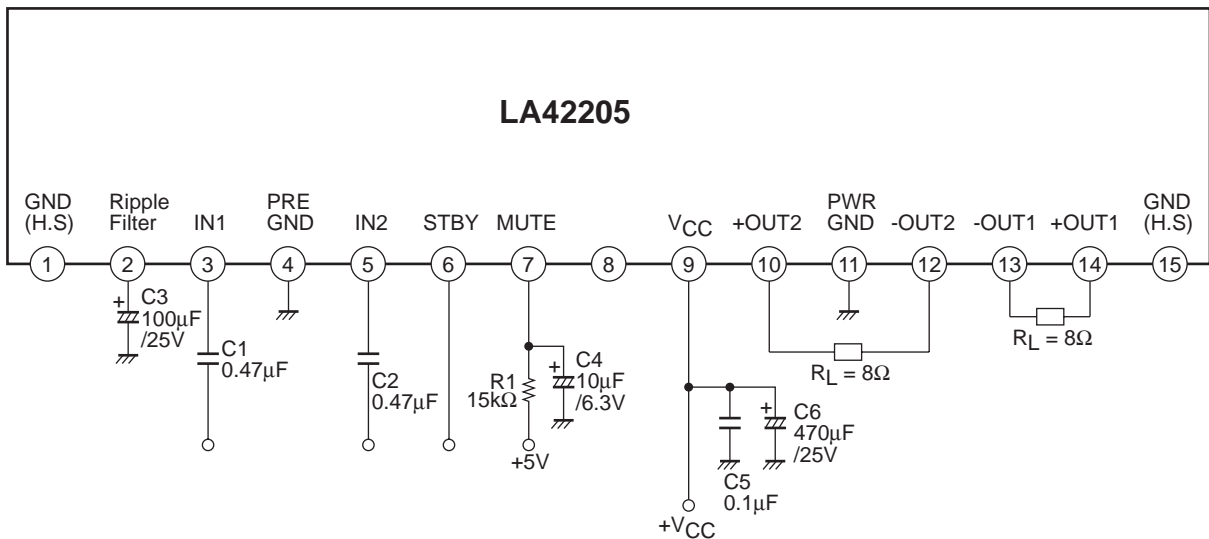 LA42205
GND
(H.S)
Ripple
Filter
IN1
PRE
GND
IN2
STBY
MUTE
VCC
+OUT2
PWR
GND
-OUT2
-OUT1
+OUT1
GND
(H.S)
1
2
3
4
5
6
7
8
9
10
11
12
13
14
15
+
C3
100µF
/25V
C1
0.47µF
C2
0.47µF
R1
15kΩ
+5V
+
C4
10µF
/6.3V
RL = 8Ω
RL = 8Ω
+
C6
470µF
/25V
C5
0.1µF
+VCC